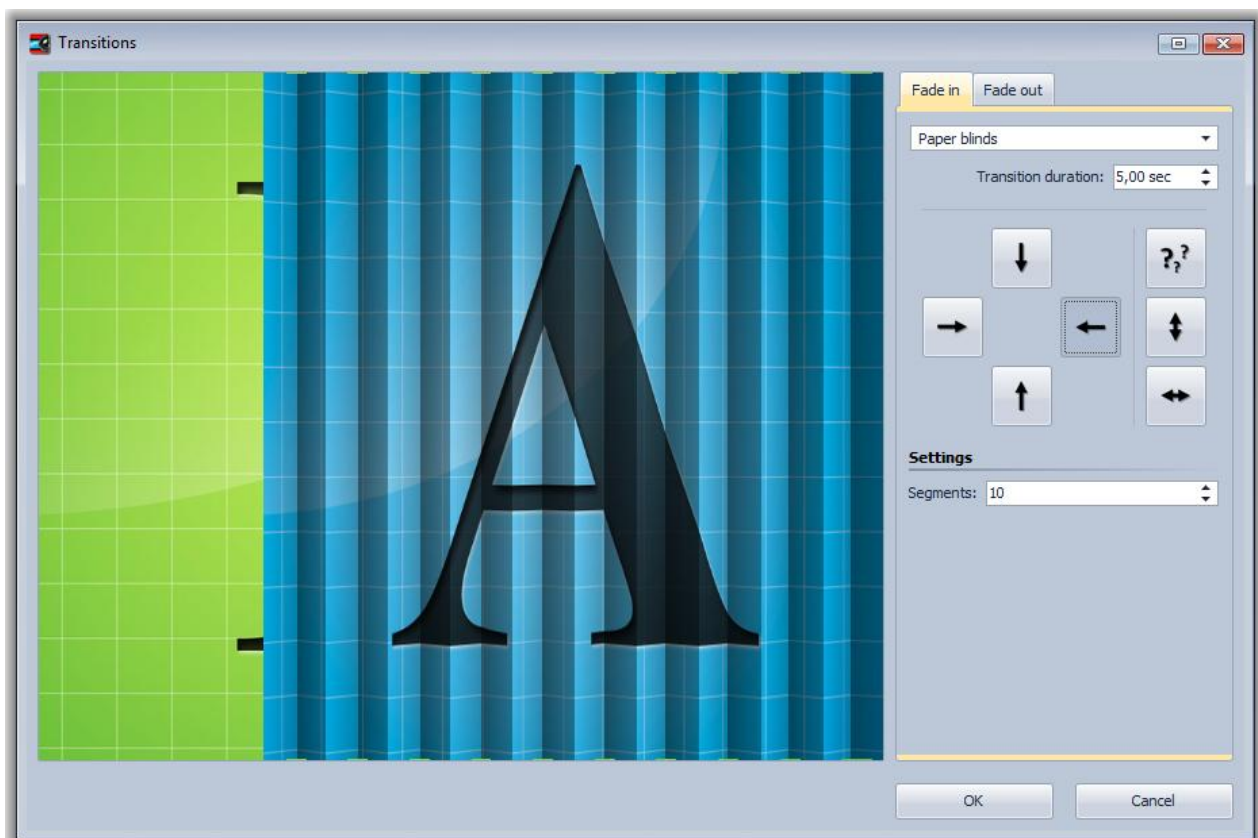 Transitions
Fade in
Fade out
Paper blinds
Transition duration: 5,00 sec
???
Settings
Segments: 10
A
OK
Cancel